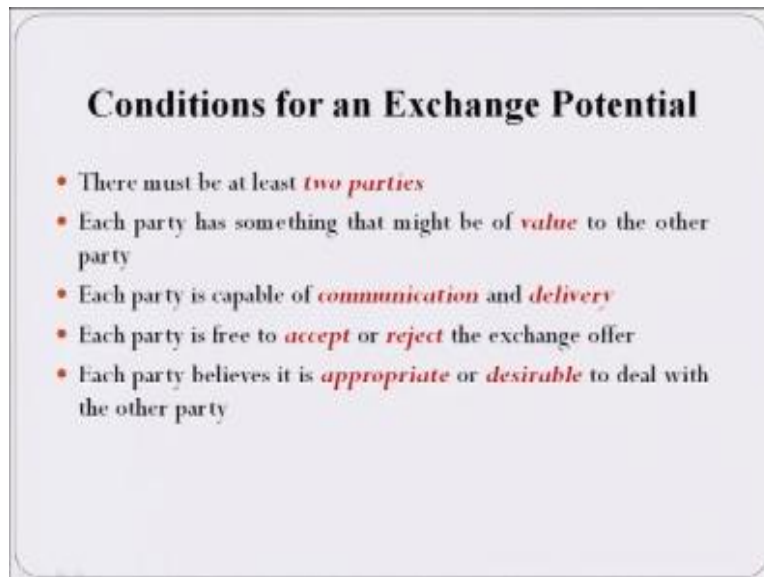 Conditions for an Exchange Potential
• There must be at least two parties
• Each party has something that might be of value to the other
party
• Each party is capable of communication and delivery
• Each party is free to accept or reject the exchange offer
• Each party believes it is appropriate or desirable to deal with
the other party